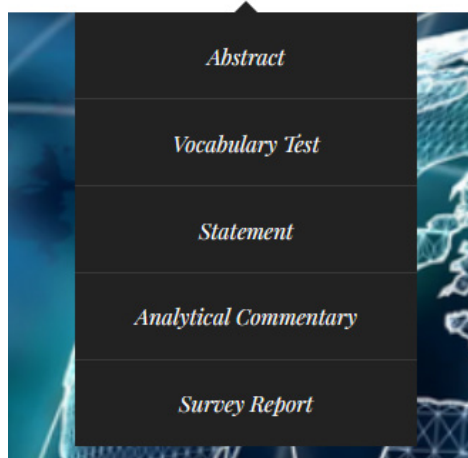 Abstract
Vocabulary Test
Statement
Analytical Commentary
Survey Report